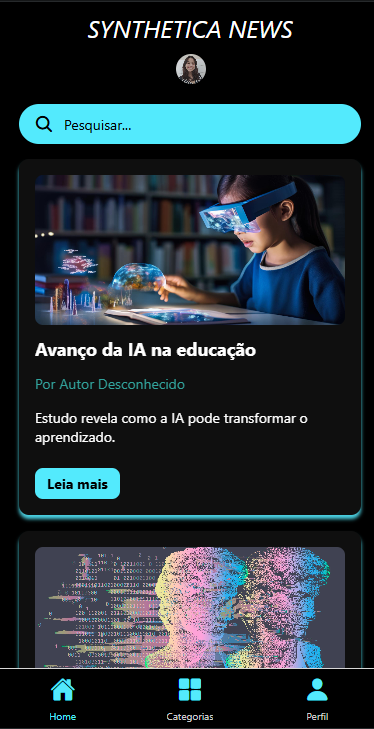 SYNTHETICA NEWS
Pesquisar...
Avanço da IA na educação
Por Autor Desconhecido
Estudo revela como a IA pode transformar o
aprendizado.
Leia mais
Home
Categorias
Perfil